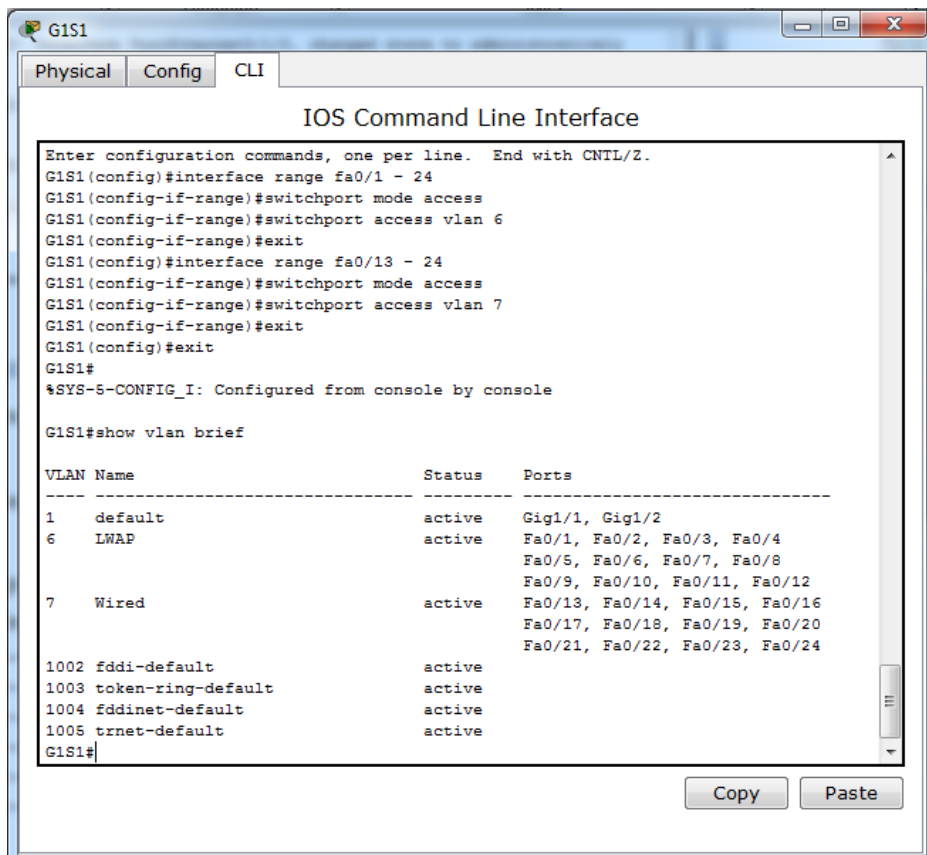 G1S1
Physical Config CLI
IOS Command Line Interface
Enter configuration commands, one per line. End with CNTL/Z.
G1S1(config)#interface range fa0/1 - 24
G1S1(config-if-range)#switchport mode access
G1S1(config-if-range)#switchport access vlan 6
G1S1(config-if-range)#exit
G1S1(config)#interface range fa0/13 - 24
G1S1(config-if-range)#switchport mode access
G1S1(config-if-range)#switchport access vlan 7
G1S1(config-if-range)#exit
G1S1(config)#exit
G1S1#
%SYS-5-CONFIG_I: Configured from console by console
G1S1#show vlan brief
VLAN Name Status Ports
---- -------------------------------- --------- -------------------------------
1 default active Gig1/1, Gig1/2
6 LWAP active Fa0/1, Fa0/2, Fa0/3, Fa0/4
Fa0/5, Fa0/6, Fa0/7, Fa0/8
Fa0/9, Fa0/10, Fa0/11, Fa0/12
7 Wired active Fa0/13, Fa0/14, Fa0/15, Fa0/16
Fa0/17, Fa0/18, Fa0/19, Fa0/20
Fa0/21, Fa0/22, Fa0/23, Fa0/24
1002 fddi-default active
1003 token-ring-default active
1004 fddinet-default active
1005 trnet-default active
G1S1#
Copy Paste